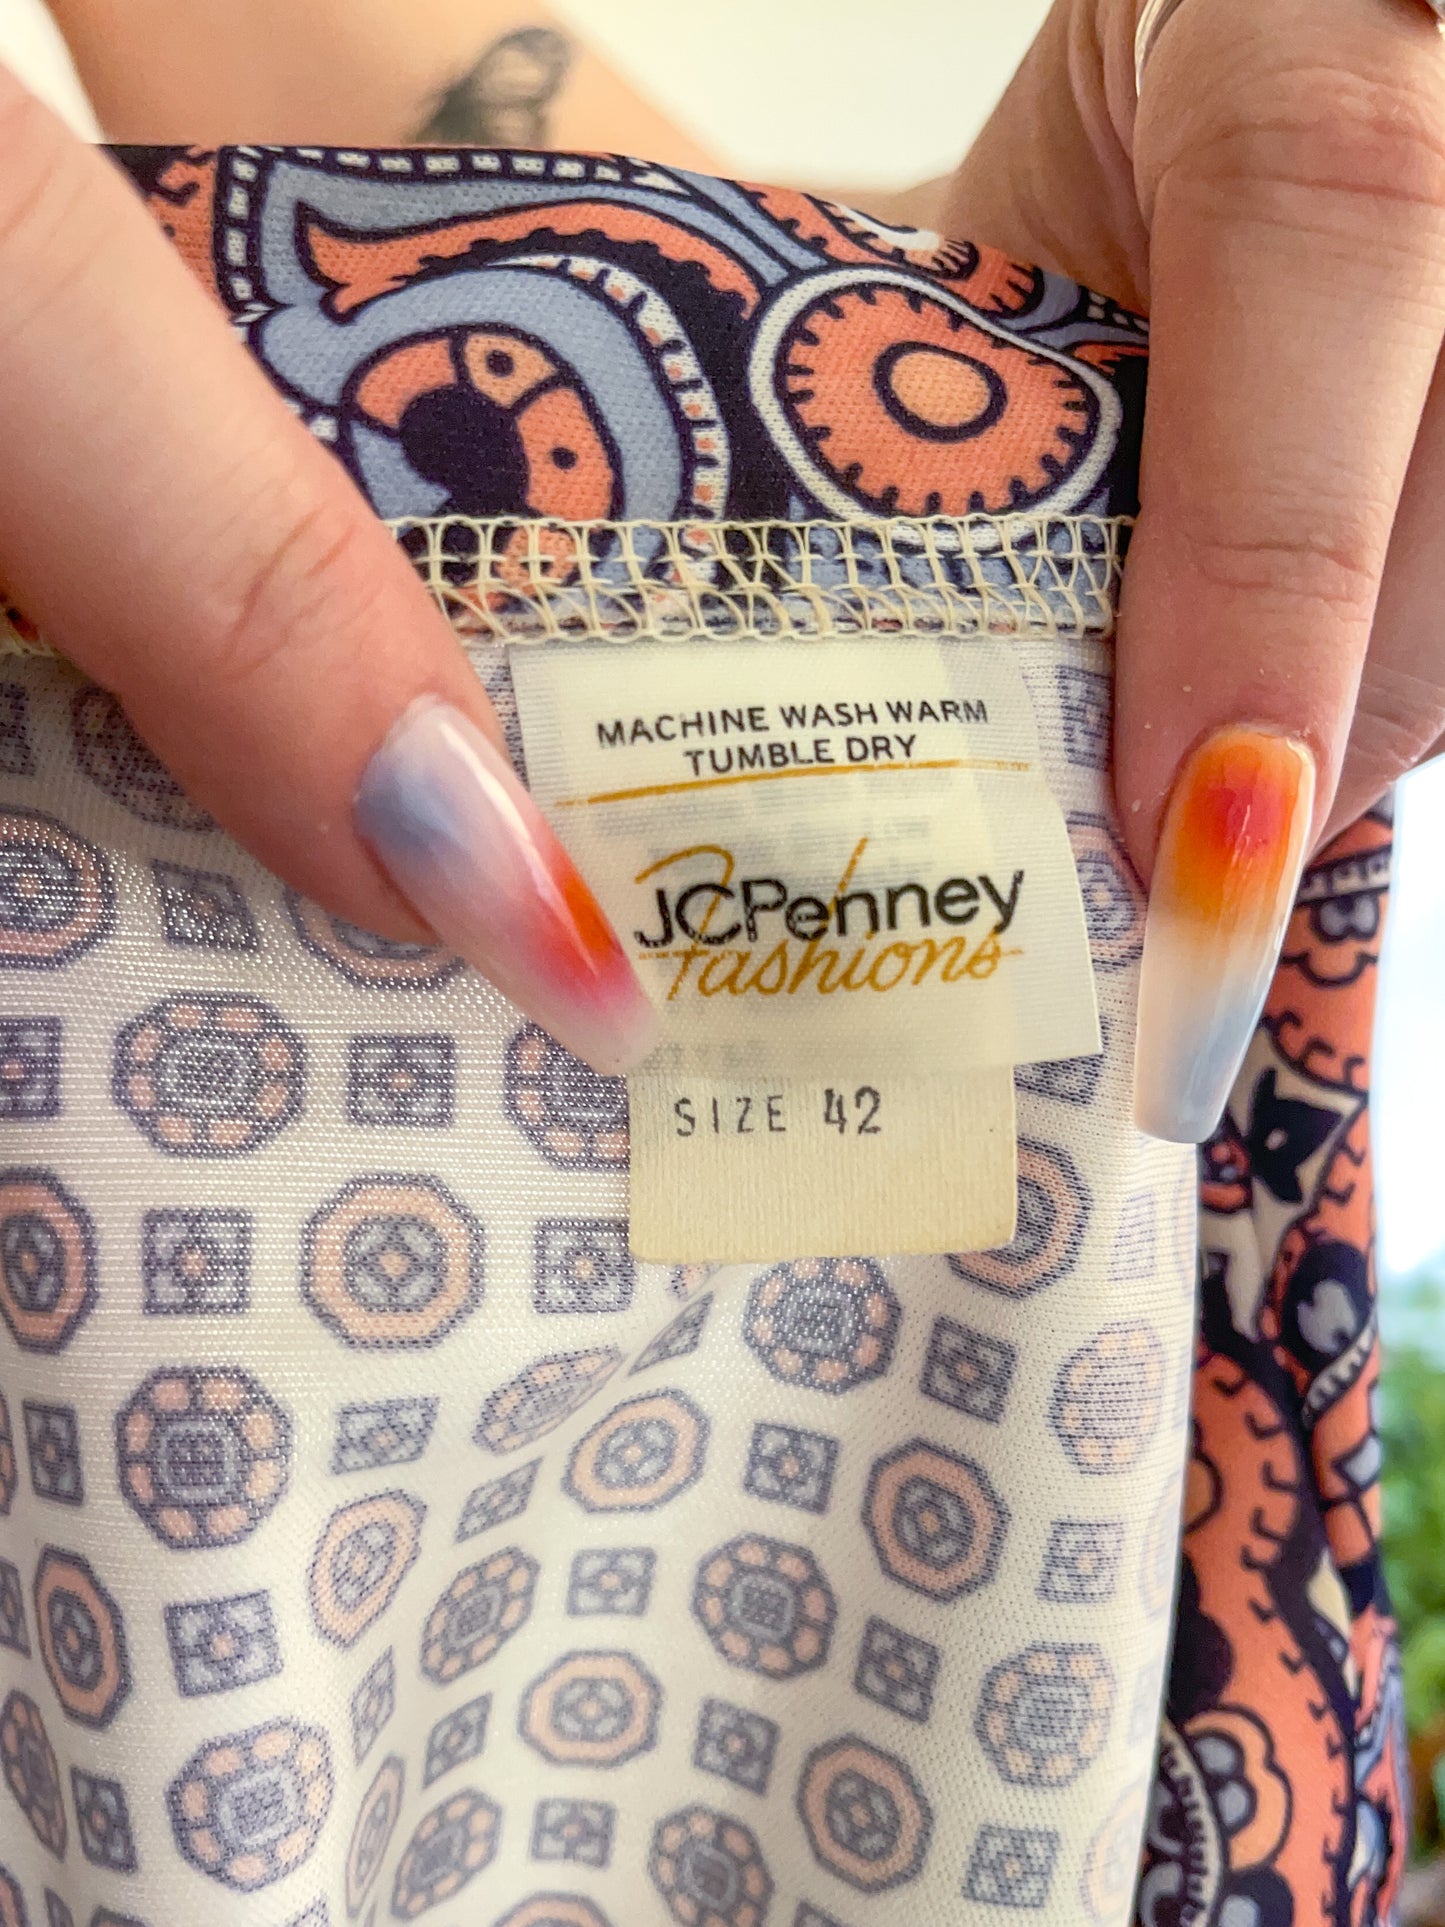 MACHINE WASH WARM
TUMBLE DRY
JCPenney
Fashions
SIZE 42